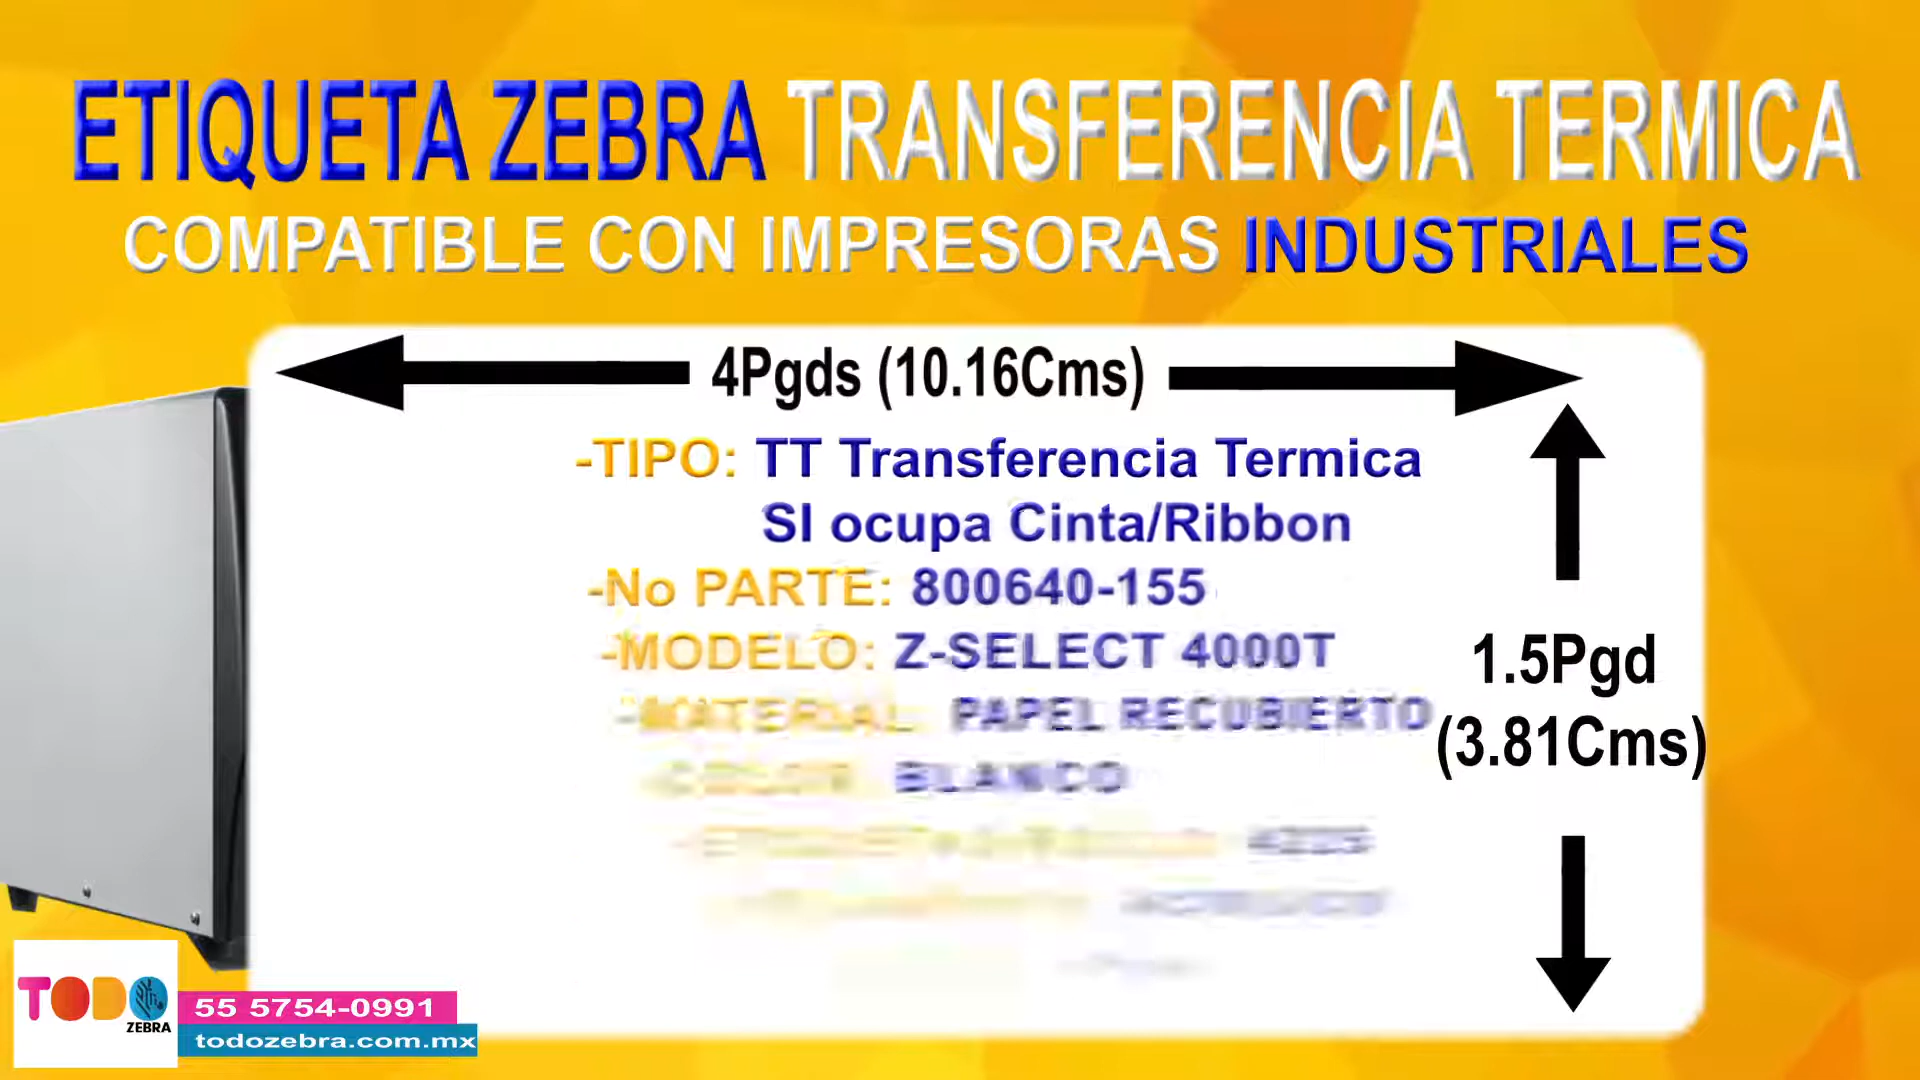 ETIQUETA ZEBRA TRANSFERENCIA TERMICA
COMPATIBLE CON IMPRESORAS INDUSTRIALES
4Pgds (10.16Cms)
-TIPO: TT Transferencia Termica
SI ocupa Cinta/Ribbon
-No PARTE: 800640-155
-MODELO: Z-SELECT 4000T
-MATERIAL: PAPEL RECUBIERTO
-COLOR: BLANCO
1.5Pgd
(3.81Cms)
TODO
ZEBRA
55 5754-0991
todozebra.com.mx